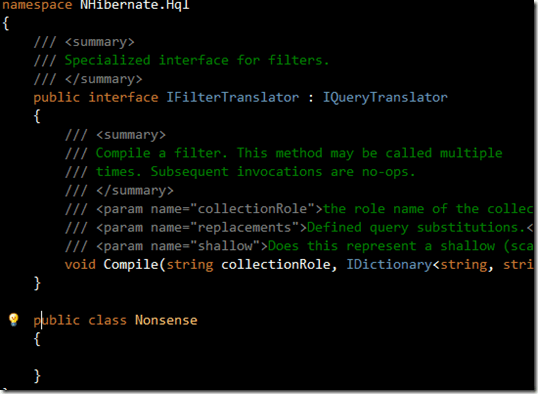 namespace NHibernate.Hql
{
/// <summary>
/// Specialized interface for filters.
/// </summary>
public interface IFilterTranslator : IQueryTranslator
{
/// <summary>
/// Compile a filter. This method may be called multiple
/// times. Subsequent invocations are no-ops.
/// </summary>
/// <param name="collectionRole">the role name of the collec
/// <param name="replacements">Defined query substitutions.<
/// <param name="shallow">Does this represent a shallow (sca
void Compile(string collectionRole, IDictionary<string, stri
}
public class Nonsense
{
}